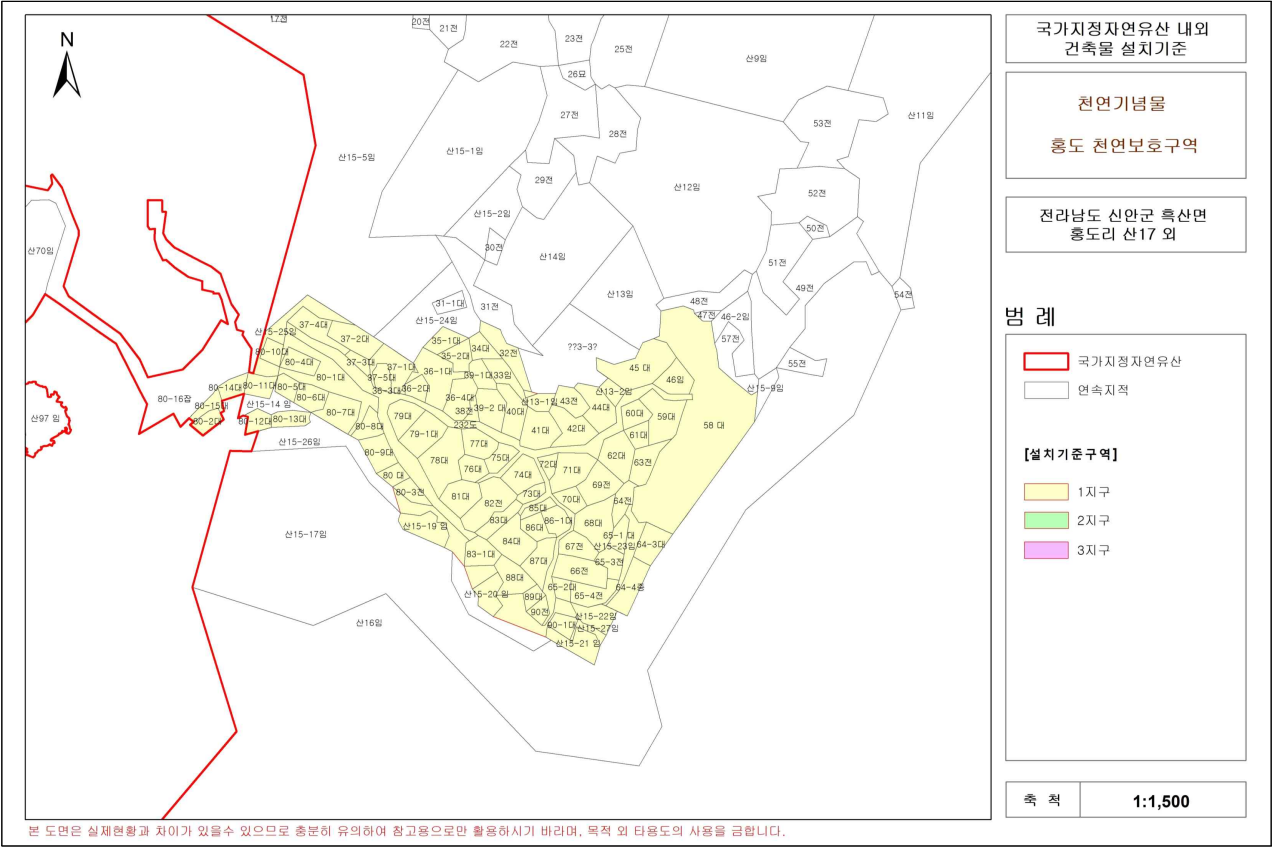 국가지정자연유산 내외
건축물 설치기준
천연기념물
홍도 천연보호구역
전라남도 신안군 흑산면
홍도리 산17 외
범 례
국가지정자연유산
연속지적
[설치기준구역]
1지구
2지구
3지구
축 척
1:1,500
N
17전
20전
21전
22전
23전
25전
산9임
26묘
27전
28전
53전
산11임
산15-5임
산15-1임
29전
산12임
52전
산15-2임
50전
30전
산70임
산14임
51전
49전
산13임
54전
31-1대
31전
48전
47전
46-2임
산15-24임
57전
37-4대
산15-25임
37-2대
35-1대
34대
32전
??3-3?
80-10대
35-2대
55전
80-4대
37-3대
37-1대
36-1대
39-1대
33임
45 대
80-1대
37-5대
46임
80-14대
80-11대
80-5대
36-3대
36-2대
산13-2임
산15-9임
80-16잡
80-6대
36-4대
산13-1임
43전
80-15대
산15-14 임
80-7대
38전
39-2 대
40대
44대
60대
59대
산97 임
80-2대
80-12대
80-13대
79대
232도
41대
42대
58 대
80-8대
79-1대
61대
산15-26임
77대
80-9대
78대
75대
62대
63전
76대
72대
71대
80 대
74대
69전
80-3전
81대
82전
73대
70대
64전
85대
83대
86-1대
68대
산15-19 임
86대
65-1 대
산15-17임
84대
67전
산15-23임
64-3대
83-1대
87대
65-3전
66전
88대
65-2대
64-4종
산15-20 임
89대
65-4전
90전
산15-22임
산16임
90-1대
산15-27임
산15-21 임
본 도면은 실제현황과 차이가 있을수 있으므로 충분히 유의하여 참고용으로만 활용하시기 바라며, 목적 외 타용도의 사용을 금합니다.